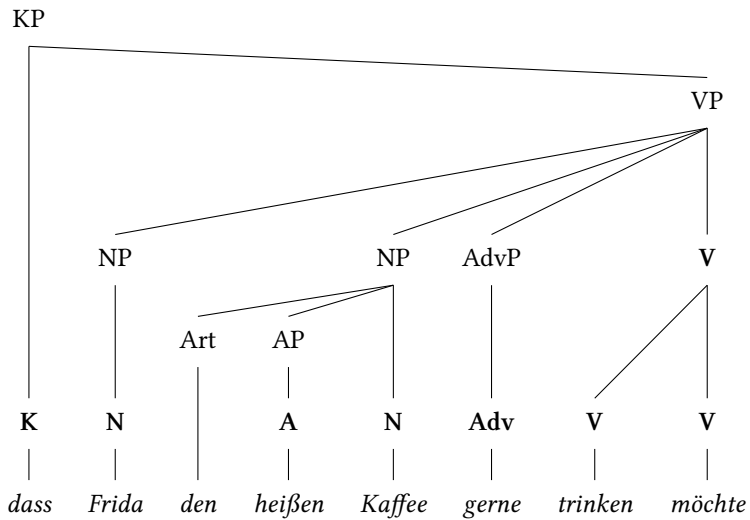 KP
VP
NP NP AdvP V
Art AP
K N A N Adv V V
dass Frida den heißen Kaffee gerne trinken möchte